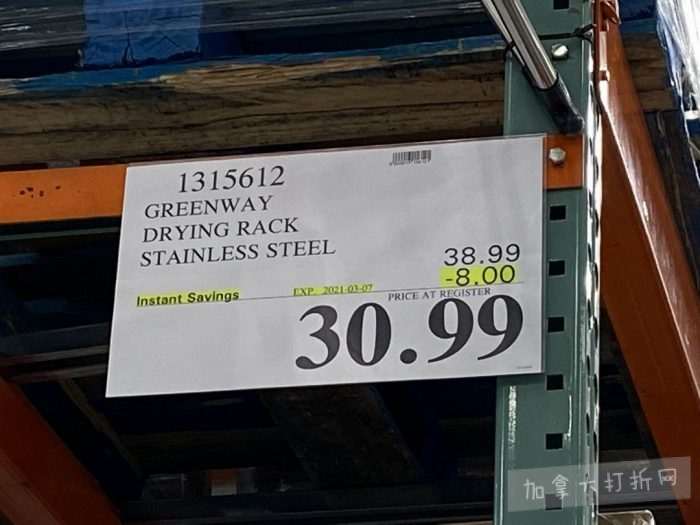 1315612
GREENWAY
DRYING RACK
STAINLESS STEEL
38.99
-8.00
Instant Savings EXP. 2021-03-07
PRICE AT REGISTER
30.99
加拿大打折网